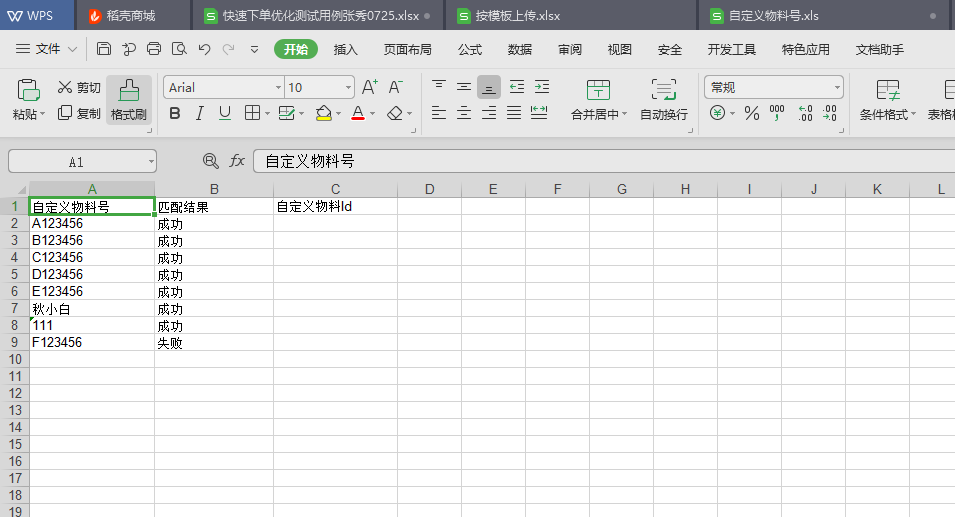 WPS 稻壳商城 快速下单优化测试用例张秀0725.xlsx 按模板上传.xlsx 自定义物料号.xls
文件 开始 插入 页面布局 公式 数据 审阅 视图 安全 开发工具 特色应用 文档助手
粘贴 剪切 复制 格式刷 Arial 10 A+ A- B I U A 合并居中 自动换行 常规 % 000 .0 .00 .00 .0 条件格式 表格
A1 fx 自定义物料号
A B C D E F G H I J K L
1 自定义物料号 匹配结果 自定义物料Id
2 A123456 成功
3 B123456 成功
4 C123456 成功
5 D123456 成功
6 E123456 成功
7 秋小白 成功
8 111 成功
9 F123456 失败
10
11
12
13
14
15
16
17
18
19